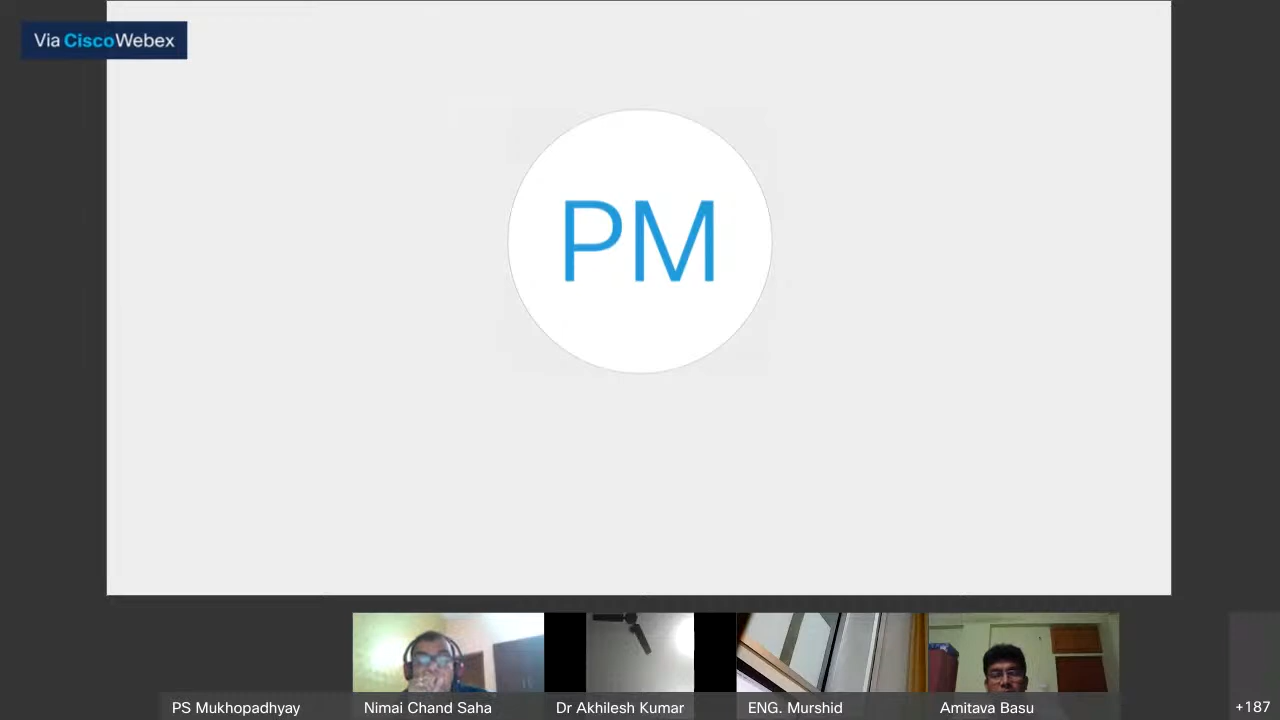 Via CiscoWebex
PM
PS Mukhopadhyay
Nimai Chand Saha
Dr Akhilesh Kumar
ENG. Murshid
Amitava Basu
+187